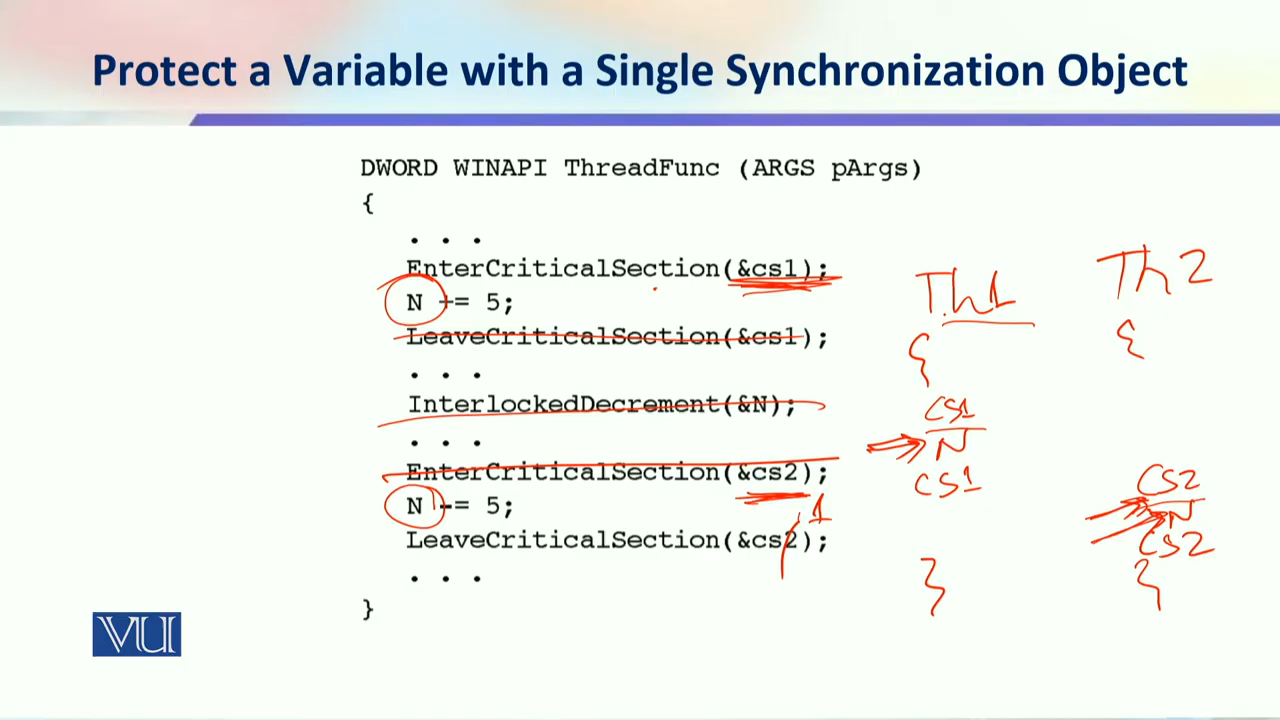 Protect a Variable with a Single Synchronization Object
DWORD WINAPI ThreadFunc (ARGS pArgs)
{
. . .
EnterCriticalSection(&cs1);
N += 5;
LeaveCriticalSection(&cs1);
. . .
InterlockedDecrement(&N);
. . .
EnterCriticalSection(&cs2);
N -= 5;
1
LeaveCriticalSection(&cs2);
. . .
}
Th1
{
CS1
N
CS1
}
Th2
{
CS2
N
CS2
}
VU